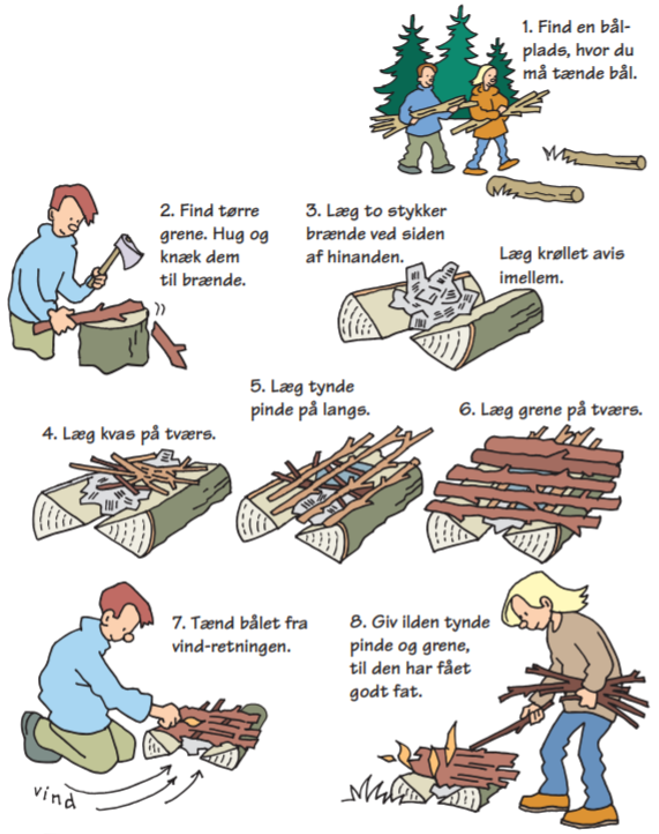 1. Find en bål-
plads, hvor du
må tænde bål.
2. Find tørre
grene. Hug og
knæk dem
til brænde.
3. Læg to stykker
brænde ved siden
af hinanden.
Læg krøllet avis
imellem.
4. Læg kvas på tværs.
5. Læg tynde
pinde på langs.
6. Læg grene på tværs.
7. Tænd bålet fra
vind-retningen.
vind
8. Giv ilden tynde
pinde og grene,
til den har fået
godt fat.